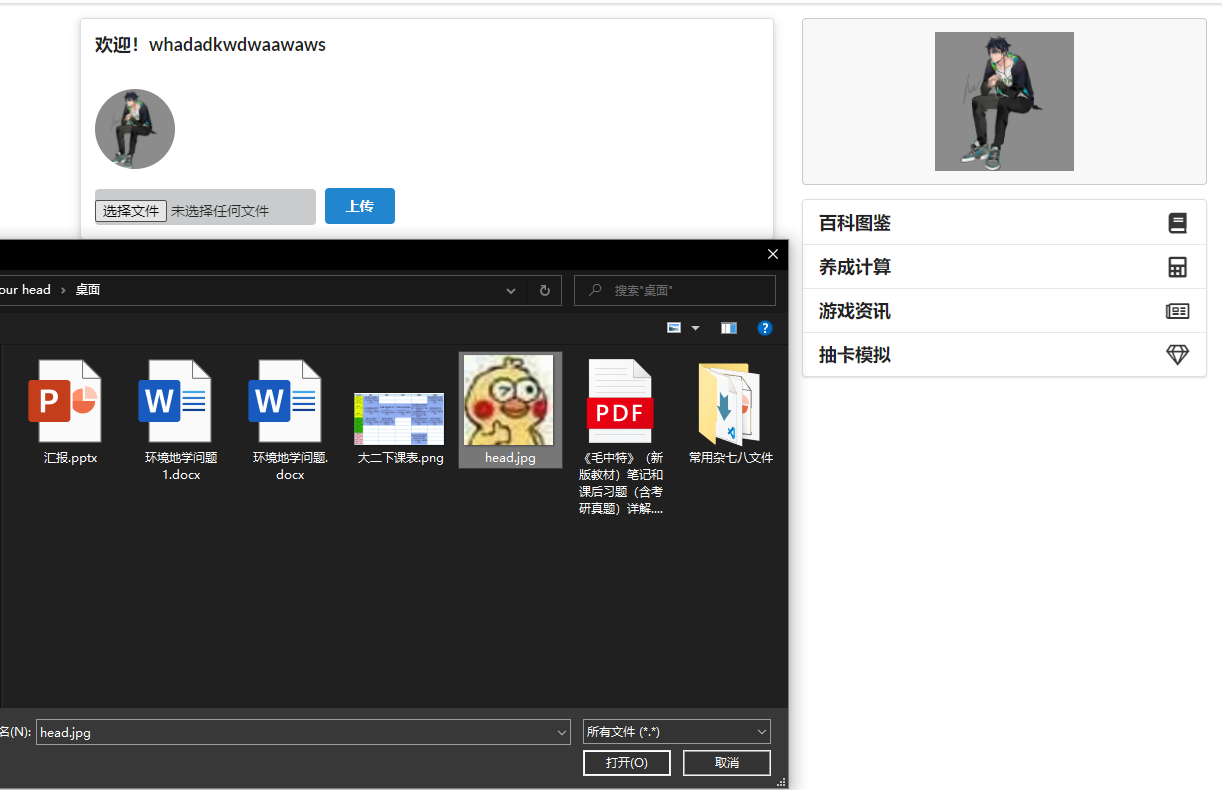 欢迎！whadadkwdwaawaws
选择文件 未选择任何文件
上传
百科图鉴
养成计算
游戏资讯
抽卡模拟
our head › 桌面
搜索"桌面"
?
P
汇报.pptx
W
环境地学问题
1.docx
W
环境地学问题.
docx
大二下课表.png
head.jpg
PDF
《毛中特》（新
版教材）笔记和
课后习题（含考
研真题）详解....
常用杂七八文件
名(N): head.jpg
所有文件 (*.*)
打开(O)
取消